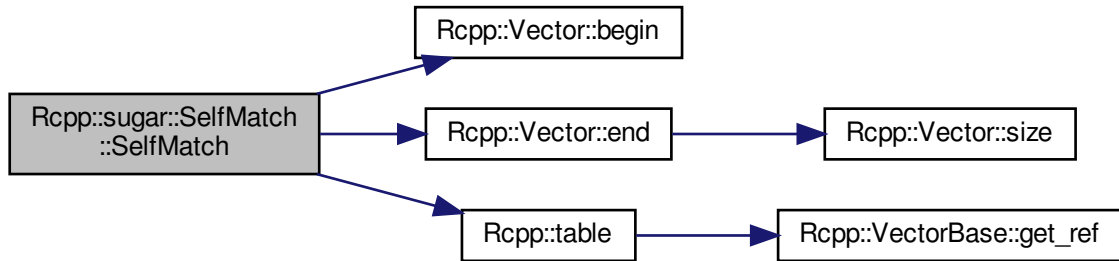 Rcpp::Vector::begin
Rcpp::sugar::SelfMatch
::SelfMatch
Rcpp::Vector::end
Rcpp::Vector::size
Rcpp::table
Rcpp::VectorBase::get_ref